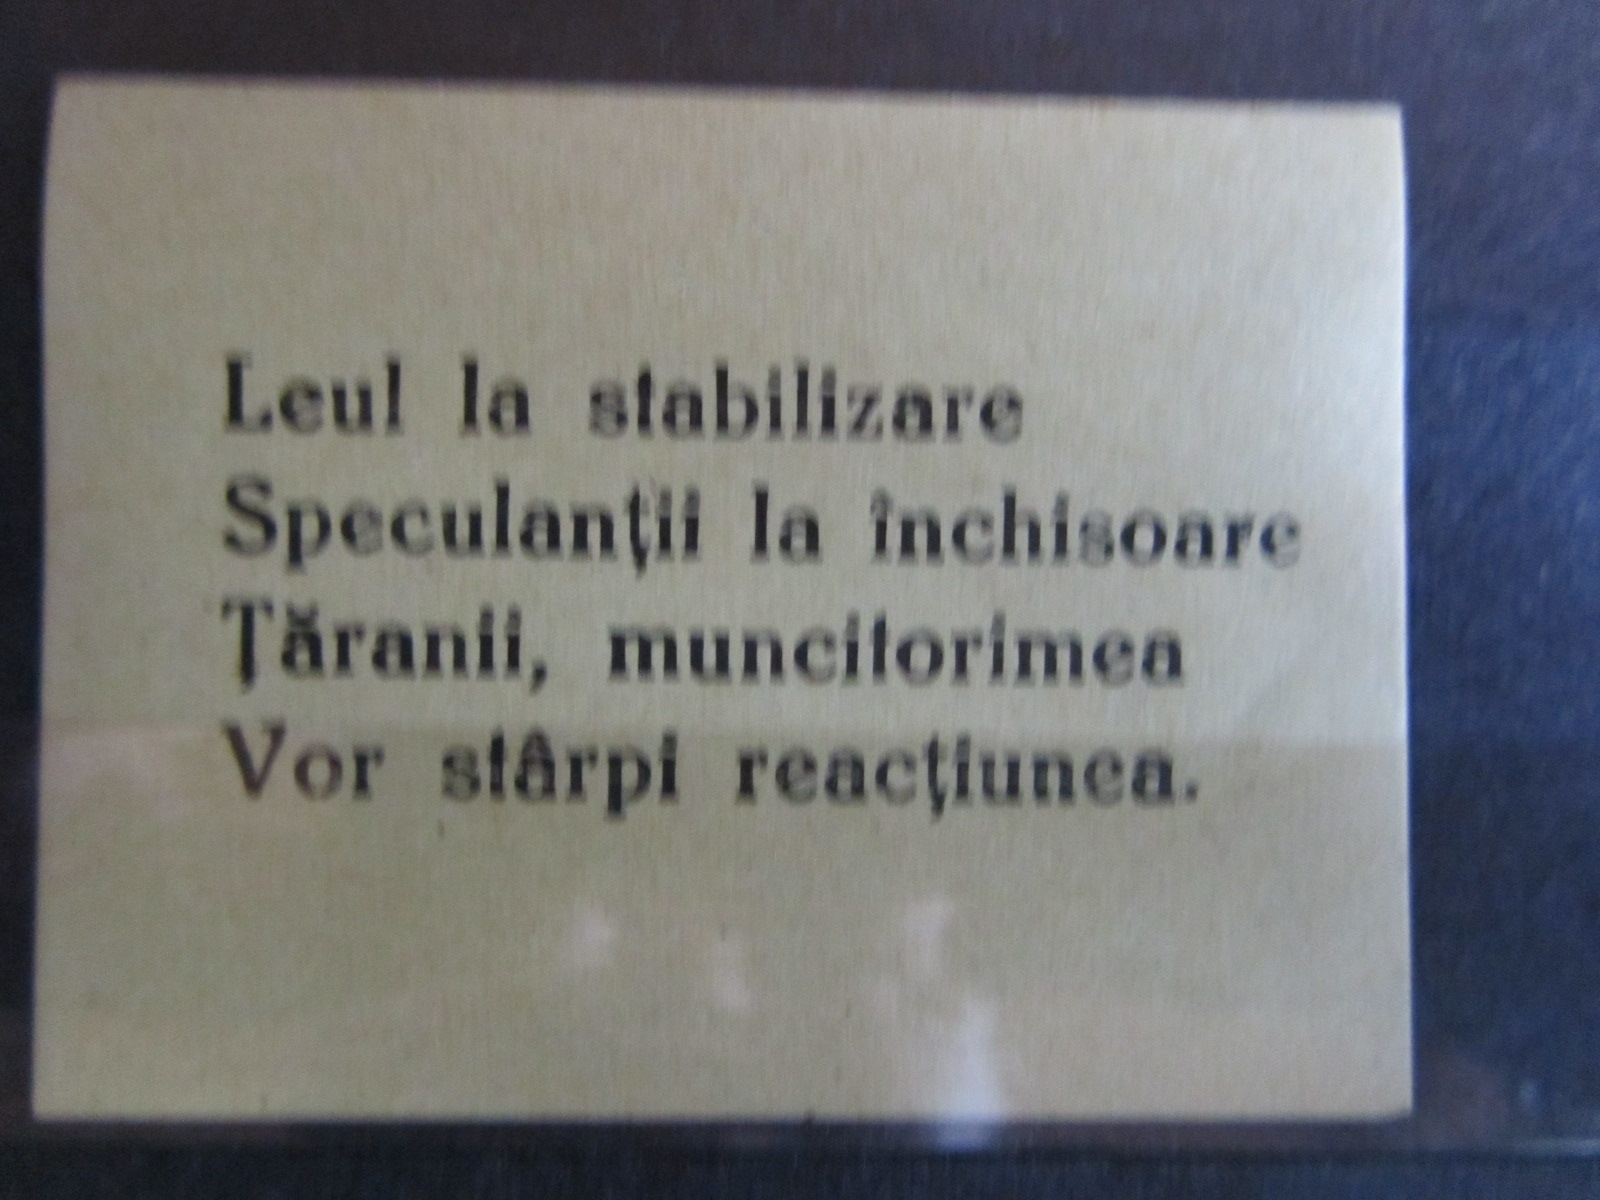 Leul la stabilizare
Speculanţii la închisoare
Ţăranii, muncitorimea
Vor stârpi reacţiunea.